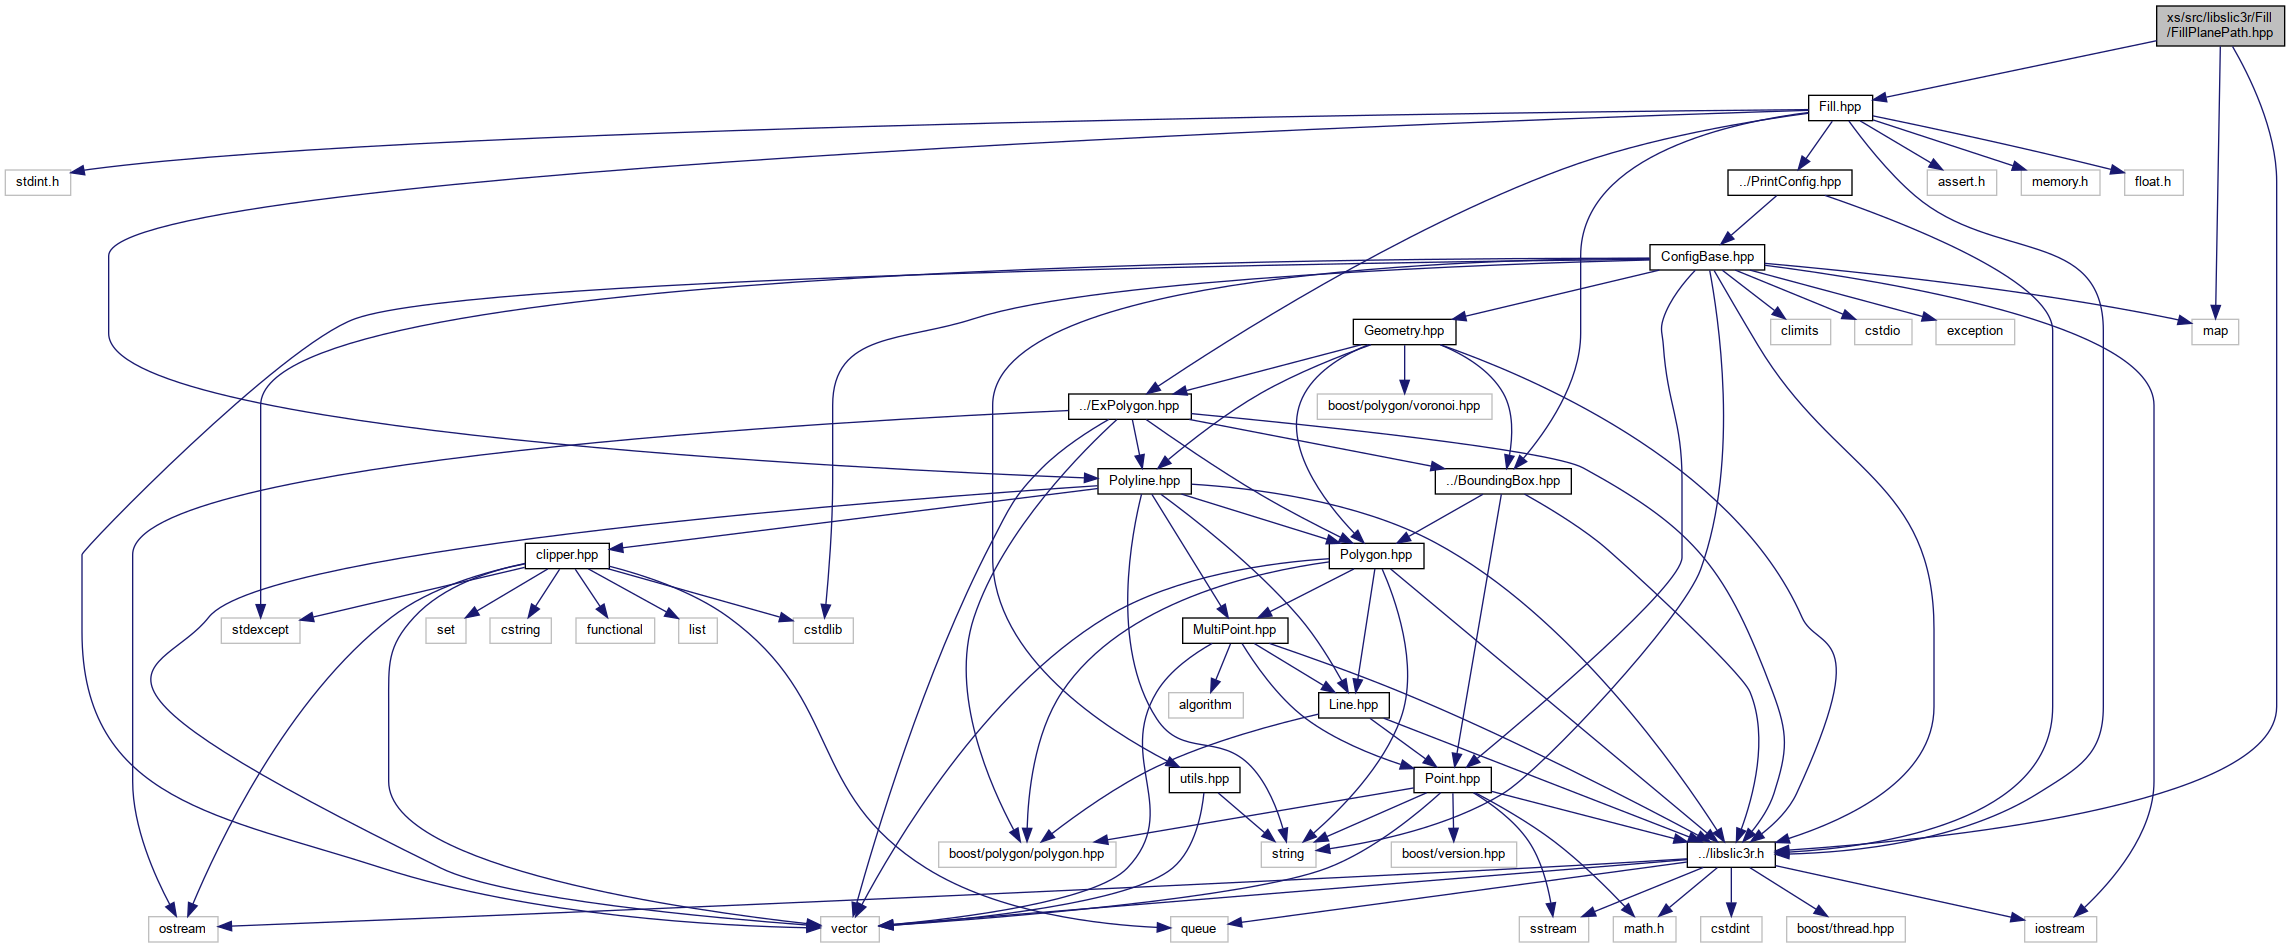 xs/src/libslic3r/Fill
/FillPlanePath.hpp
Fill.hpp
stdint.h
../PrintConfig.hpp
assert.h
memory.h
float.h
ConfigBase.hpp
Geometry.hpp
climits
cstdio
exception
map
../ExPolygon.hpp
boost/polygon/voronoi.hpp
Polyline.hpp
../BoundingBox.hpp
clipper.hpp
Polygon.hpp
stdexcept
set
cstring
functional
list
cstdlib
MultiPoint.hpp
algorithm
Line.hpp
utils.hpp
Point.hpp
boost/polygon/polygon.hpp
string
boost/version.hpp
../libslic3r.h
ostream
vector
queue
sstream
math.h
cstdint
boost/thread.hpp
iostream